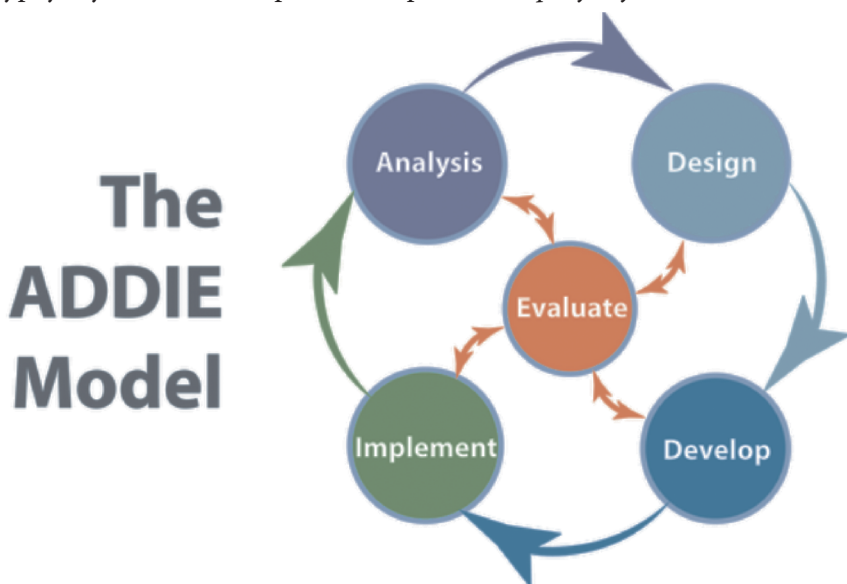 The
ADDIE
Model
Analysis
Design
Evaluate
Implement
Develop